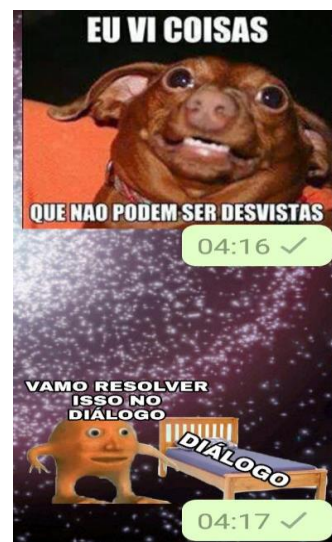 EU VI COISAS
QUE NAO PODEM SER DESVISTAS
04:16
VAMO RESOLVER
ISSO NO
DIÁLOGO
DIÁLOGO
04:17